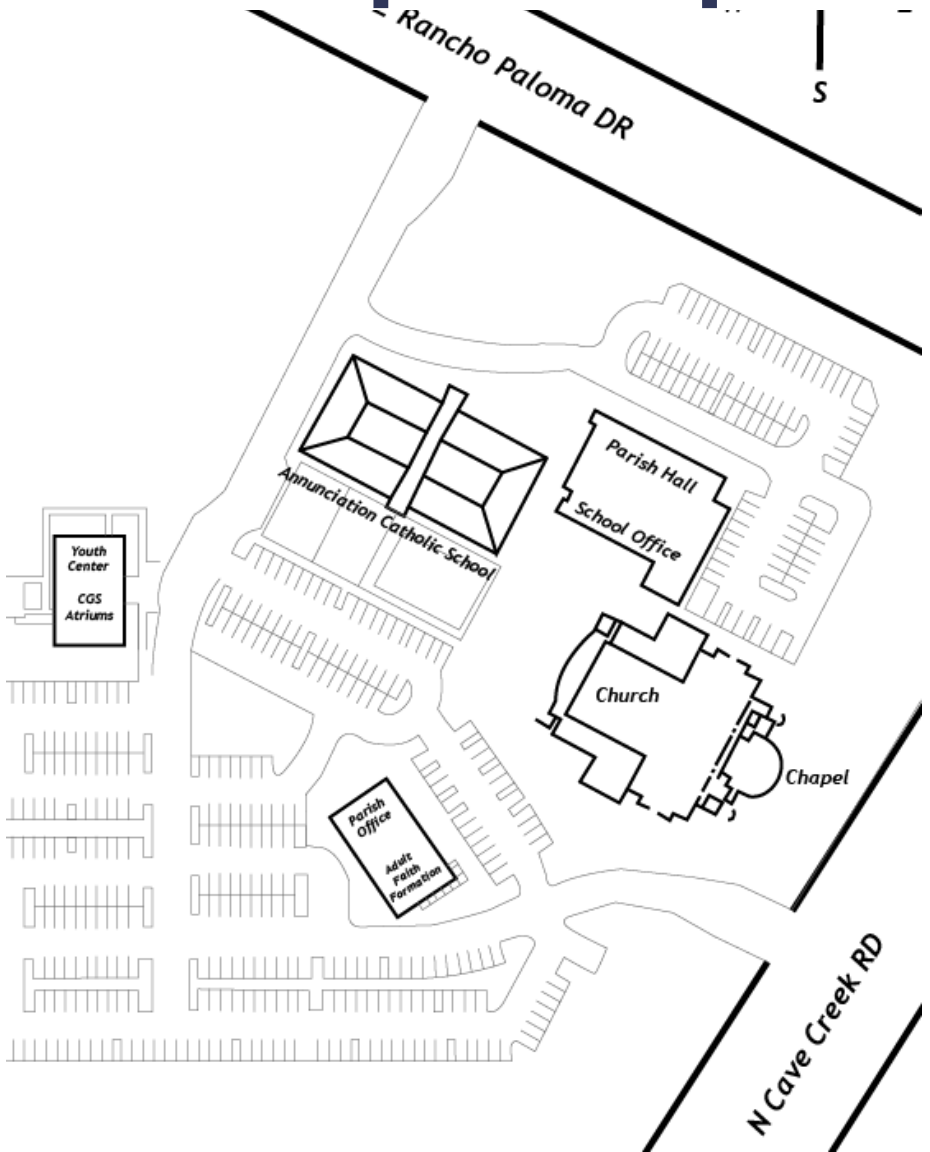 E Rancho Paloma DR
S
Parish Hall
School Office
Annunciation Catholic School
Youth
Center
CGS
Atriums
Church
Chapel
Parish
Office
Adult
Faith
Formation
N Cave Creek RD